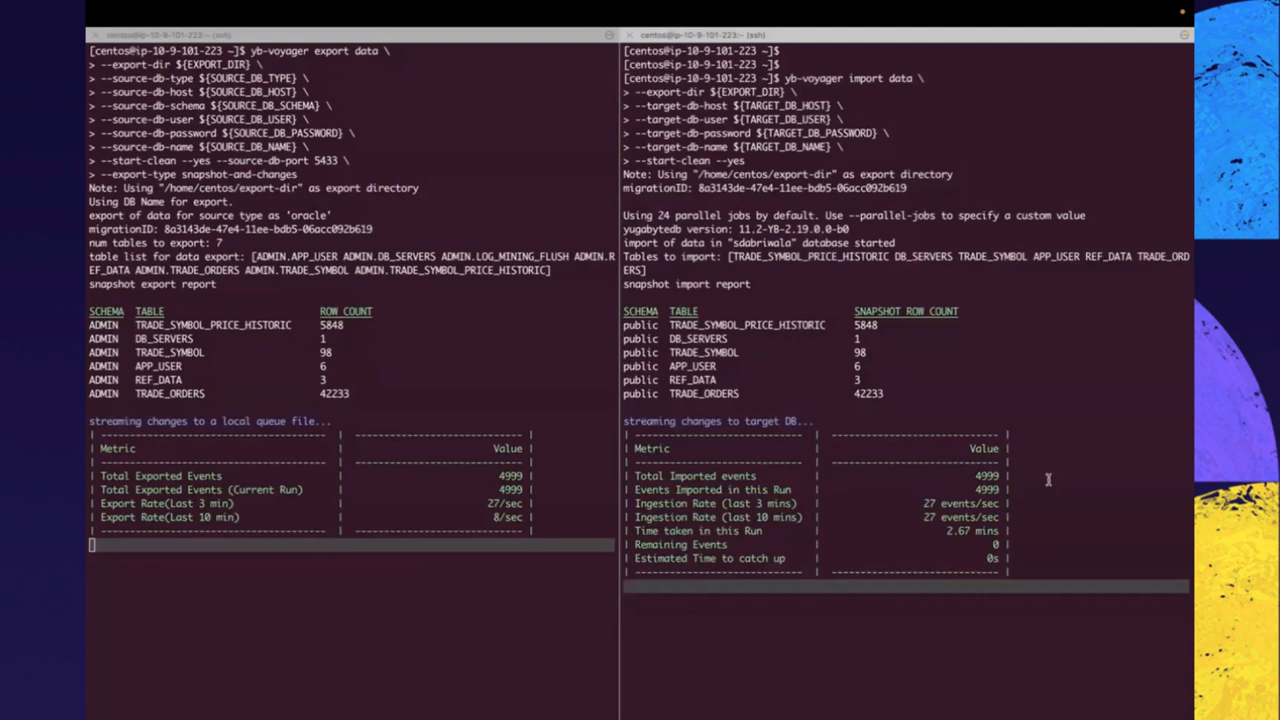 centos@ip-10-9-101-223:~ (ssh)
[centos@ip-10-9-101-223 ~]$ yb-voyager export data \
> --export-dir ${EXPORT_DIR} \
> --source-db-type ${SOURCE_DB_TYPE} \
> --source-db-host ${SOURCE_DB_HOST} \
> --source-db-schema ${SOURCE_DB_SCHEMA} \
> --source-db-user ${SOURCE_DB_USER} \
> --source-db-password ${SOURCE_DB_PASSWORD} \
> --source-db-name ${SOURCE_DB_NAME} \
> --start-clean --yes --source-db-port 5433 \
> --export-type snapshot-and-changes
Note: Using "/home/centos/export-dir" as export directory
Using DB Name for export.
export of data for source type as 'oracle'
migrationID: 8a3143de-47e4-11ee-bdb5-06acc092b619
num tables to export: 7
table list for data export: [ADMIN.APP_USER ADMIN.DB_SERVERS ADMIN.LOG_MINING_FLUSH ADMIN.R
EF_DATA ADMIN.TRADE_ORDERS ADMIN.TRADE_SYMBOL ADMIN.TRADE_SYMBOL_PRICE_HISTORIC]
snapshot export report
SCHEMA TABLE ROW COUNT
ADMIN TRADE_SYMBOL_PRICE_HISTORIC 5848
ADMIN DB_SERVERS 1
ADMIN TRADE_SYMBOL 98
ADMIN APP_USER 6
ADMIN REF_DATA 3
ADMIN TRADE_ORDERS 42233
streaming changes to a local queue file...
| --------------------------------- | ------------------------- |
| Metric | Value |
| --------------------------------- | ------------------------- |
| Total Exported Events | 4999 |
| Total Exported Events (Current Run) | 4999 |
| Export Rate(Last 3 min) | 27/sec |
| Export Rate(Last 10 min) | 8/sec |
| --------------------------------- | ------------------------- |
centos@ip-10-9-101-223:~ (ssh)
[centos@ip-10-9-101-223 ~]$
[centos@ip-10-9-101-223 ~]$
[centos@ip-10-9-101-223 ~]$ yb-voyager import data \
> --export-dir ${EXPORT_DIR} \
> --target-db-host ${TARGET_DB_HOST} \
> --target-db-user ${TARGET_DB_USER} \
> --target-db-password ${TARGET_DB_PASSWORD} \
> --target-db-name ${TARGET_DB_NAME} \
> --start-clean --yes
Note: Using "/home/centos/export-dir" as export directory
migrationID: 8a3143de-47e4-11ee-bdb5-06acc092b619
Using 24 parallel jobs by default. Use --parallel-jobs to specify a custom value
yugabytedb version: 11.2-YB-2.19.0.0-b0
import of data in "sdabriwala" database started
Tables to import: [TRADE_SYMBOL_PRICE_HISTORIC DB_SERVERS TRADE_SYMBOL APP_USER REF_DATA TRADE_ORD
ERS]
snapshot import report
SCHEMA TABLE SNAPSHOT ROW COUNT
public TRADE_SYMBOL_PRICE_HISTORIC 5848
public DB_SERVERS 1
public TRADE_SYMBOL 98
public APP_USER 6
public REF_DATA 3
public TRADE_ORDERS 42233
streaming changes to target DB...
| ------------------------- | ------------------------- |
| Metric | Value |
| ------------------------- | ------------------------- |
| Total Imported events | 4999 |
| Events Imported in this Run | 4999 |
| Ingestion Rate (last 3 mins) | 27 events/sec |
| Ingestion Rate (last 10 mins) | 27 events/sec |
| Time taken in this Run | 2.67 mins |
| Remaining Events | 0 |
| Estimated Time to catch up | 0s |
| ------------------------- | ------------------------- |